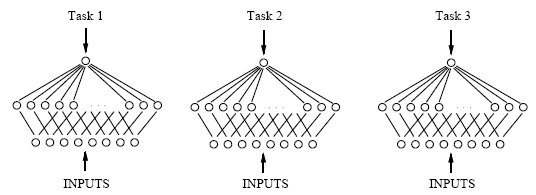 Task 1 Task 2 Task 3
. . . . . . . . .
INPUTS INPUTS INPUTS